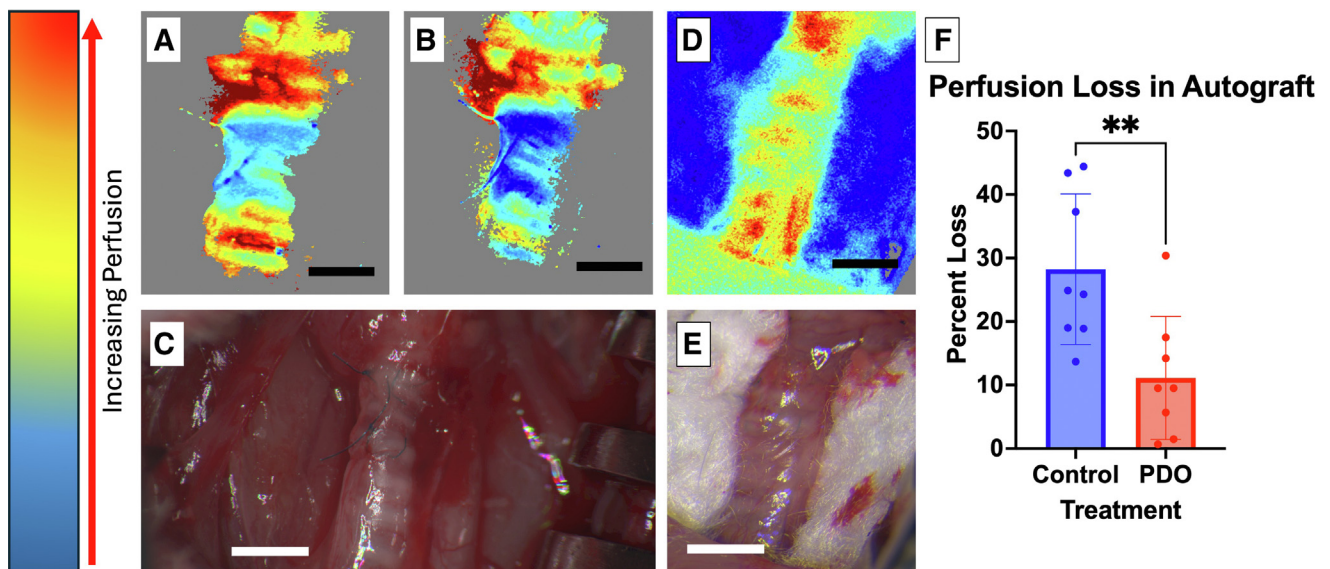 Increasing Perfusion
A
B
C
D
E
F
Perfusion Loss in Autograft
**
50
40
30
20
10
0
Percent Loss
Control
PDO
Treatment